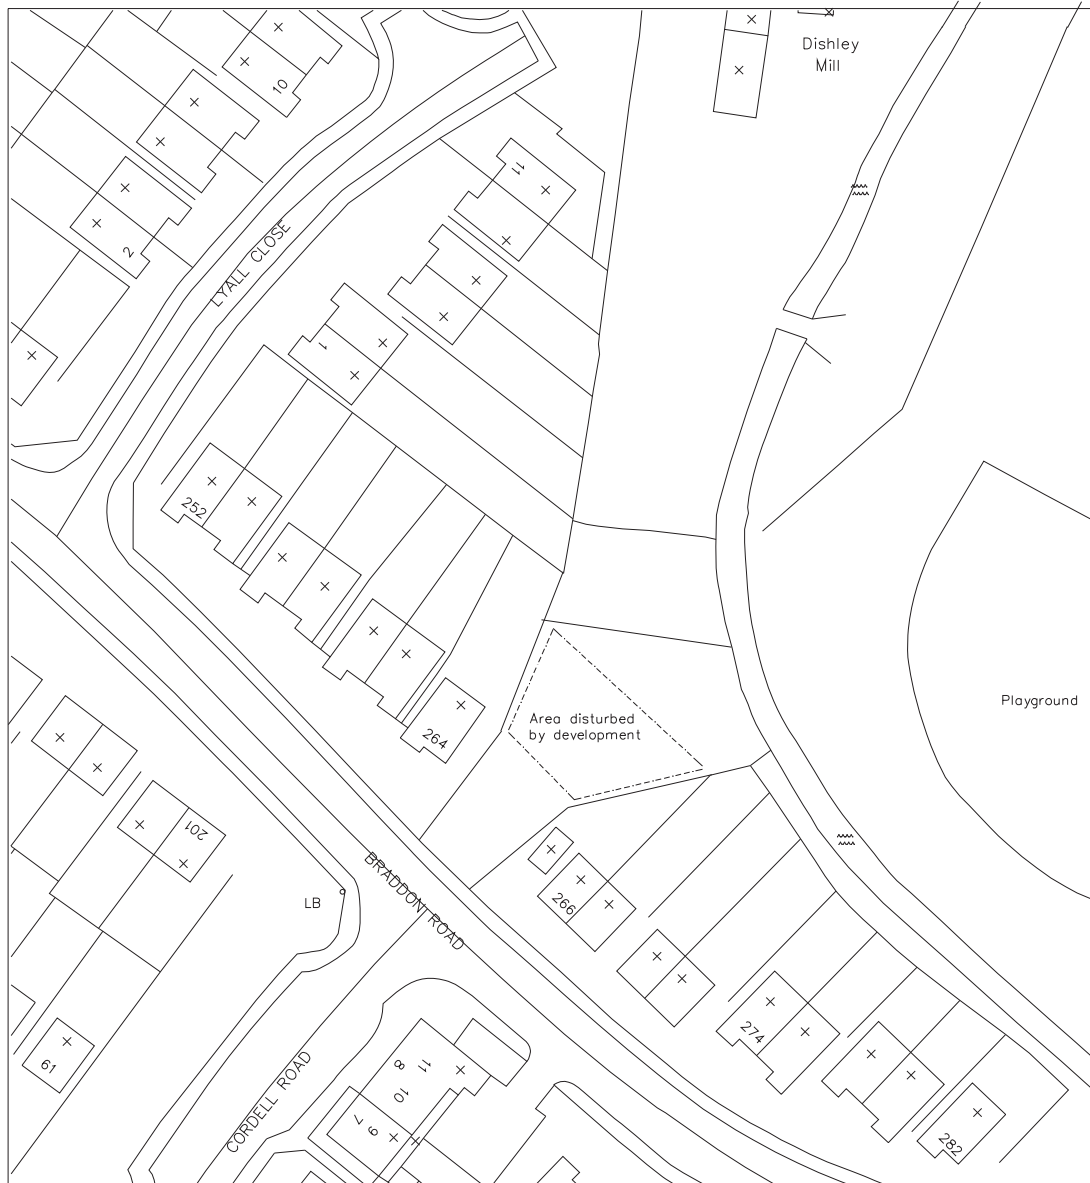 Dishley
Mill
10
11
2
LYALL CLOSE
1
252
Playground
Area disturbed
by development
264
201
BRADDON ROAD
LB
266
274
61
8
11
10
7
9
CORDELL ROAD
282